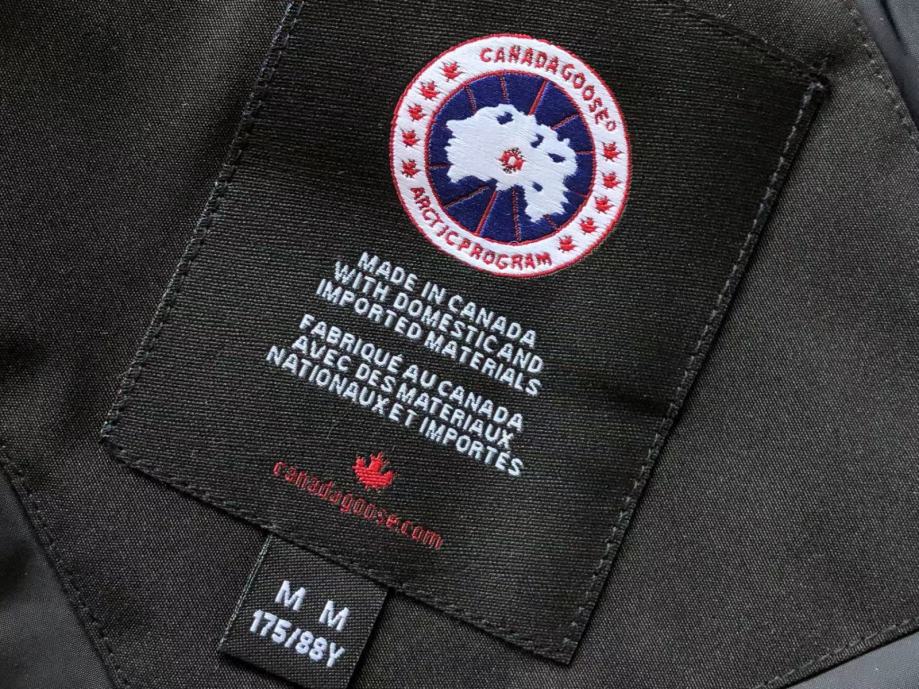 CANADA GOOSE®
ARCTIC PROGRAM
MADE IN CANADA
WITH DOMESTIC AND
IMPORTED MATERIALS
FABRIQUÉ AU CANADA
AVEC DES MATERIAUX
NATIONAUX ET IMPORTÉS
canadagoose.com
M M
175/88Y